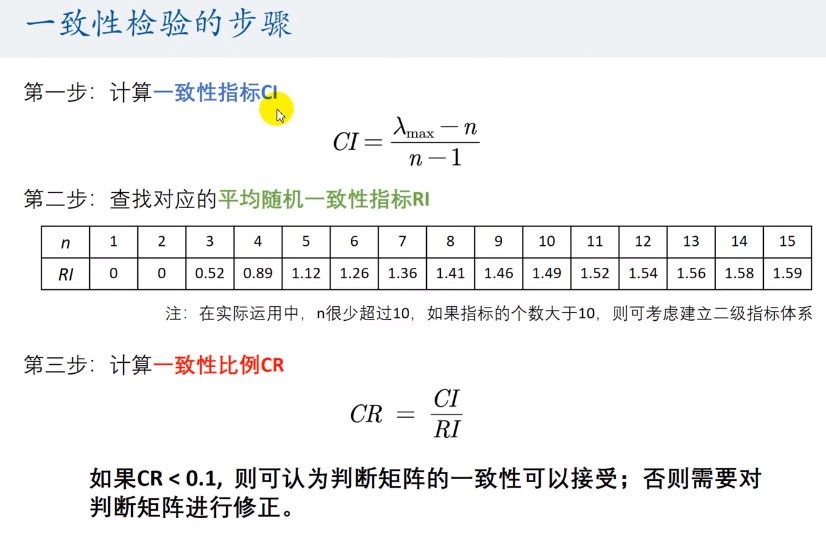 一致性检验的步骤
第一步：计算一致性指标CI
CI = (λmax − n) / (n − 1)
第二步：查找对应的平均随机一致性指标RI
n 1 2 3 4 5 6 7 8 9 10 11 12 13 14 15
RI 0 0 0.52 0.89 1.12 1.26 1.36 1.41 1.46 1.49 1.52 1.54 1.56 1.58 1.59
注：在实际运用中，n很少超过10，如果指标的个数大于10，则可考虑建立二级指标体系
第三步：计算一致性比例CR
CR = CI / RI
如果CR < 0.1, 则可认为判断矩阵的一致性可以接受；否则需要对
判断矩阵进行修正。